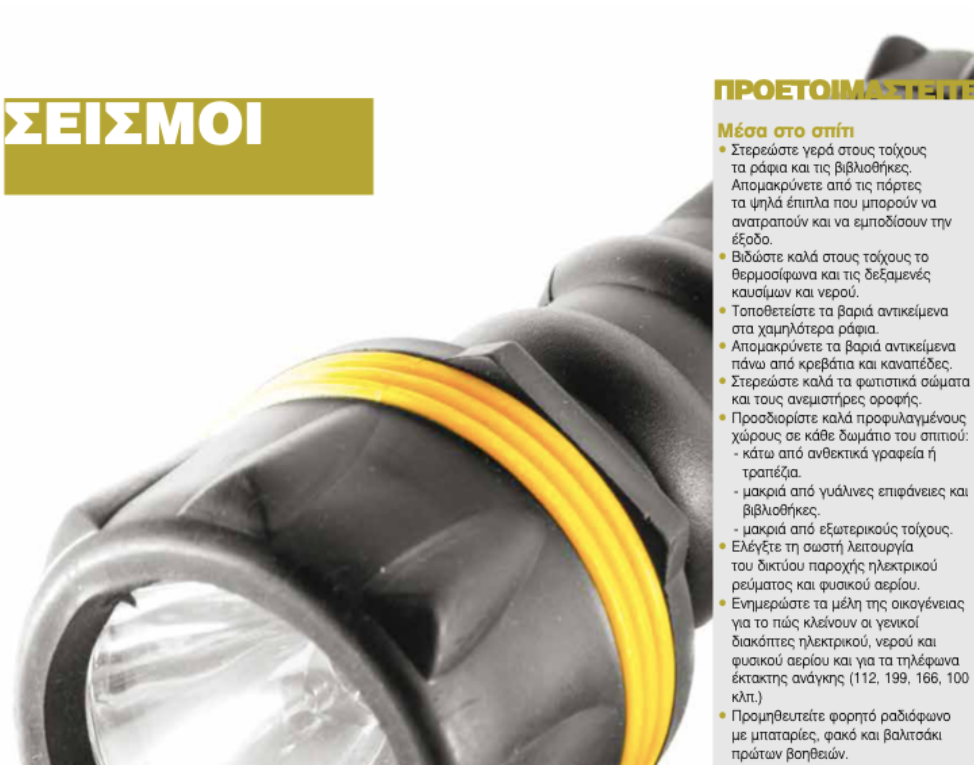 ΣΕΙΣΜΟΙ
ΠΡΟΕΤΟΙΜΑΣΤΕΙΤΕ
Μέσα στο σπίτι
• Στερεώστε γερά στους τοίχους
τα ράφια και τις βιβλιοθήκες.
Απομακρύνετε από τις πόρτες
τα ψηλά έπιπλα που μπορούν να
ανατραπούν και να εμποδίσουν την
έξοδο.
• Βιδώστε καλά στους τοίχους το
θερμοσίφωνα και τις δεξαμενές
καυσίμων και νερού.
• Τοποθετείστε τα βαριά αντικείμενα
στα χαμηλότερα ράφια.
• Απομακρύνετε τα βαριά αντικείμενα
πάνω από κρεβάτια και καναπέδες.
• Στερεώστε καλά τα φωτιστικά σώματα
και τους ανεμιστήρες οροφής.
• Προσδιορίστε καλά προφυλαγμένους
χώρους σε κάθε δωμάτιο του σπιτιού:
- κάτω από ανθεκτικά γραφεία ή
τραπέζια.
- μακριά από γυάλινες επιφάνειες και
βιβλιοθήκες.
- μακριά από εξωτερικούς τοίχους.
• Ελέγξτε τη σωστή λειτουργία
του δικτύου παροχής ηλεκτρικού
ρεύματος και φυσικού αερίου.
• Ενημερώστε τα μέλη της οικογένειας
για το πώς κλείνουν οι γενικοί
διακόπτες ηλεκτρικού, νερού και
φυσικού αερίου και για τα τηλέφωνα
έκτακτης ανάγκης (112, 199, 166, 100
κλπ.)
• Προμηθευτείτε φορητό ραδιόφωνο
με μπαταρίες, φακό και βαλιτσάκι
πρώτων βοηθειών.